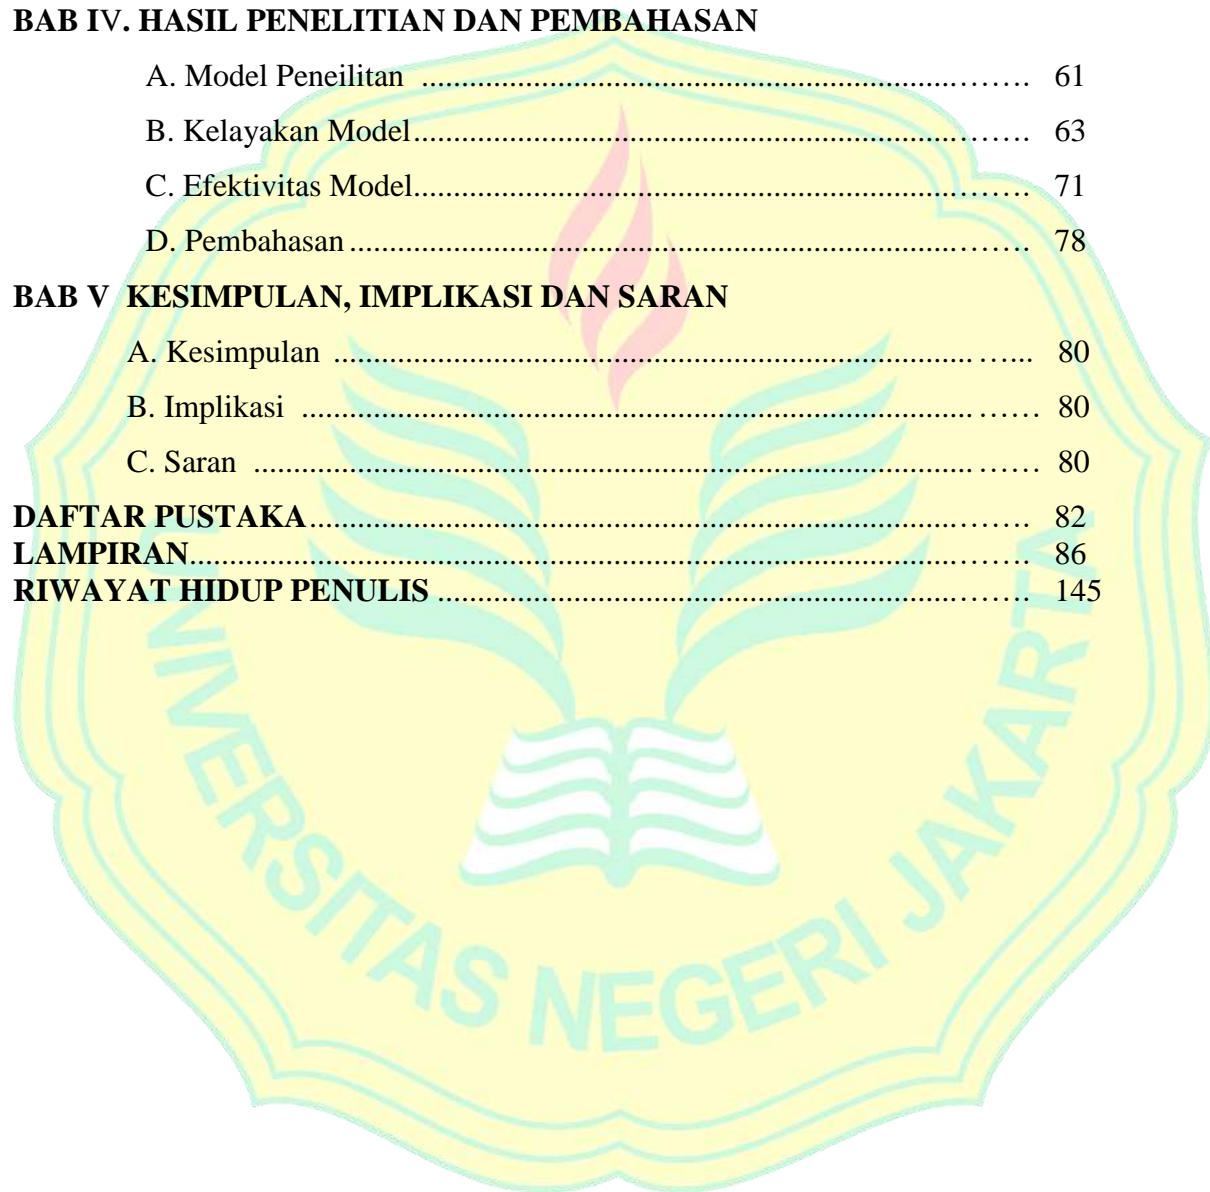 BAB IV. HASIL PENELITIAN DAN PEMBAHASAN
A. Model Peneilitan ........................................................................... 61
B. Kelayakan Model........................................................................... 63
C. Efektivitas Model........................................................................... 71
D. Pembahasan ........................................................................... 78
BAB V KESIMPULAN, IMPLIKASI DAN SARAN
A. Kesimpulan ........................................................................... 80
B. Implikasi ........................................................................... 80
C. Saran ........................................................................... 80
DAFTAR PUSTAKA........................................................................... 82
LAMPIRAN........................................................................... 86
RIWAYAT HIDUP PENULIS ........................................................................... 145
UNIVERSITAS NEGERI JAKARTA